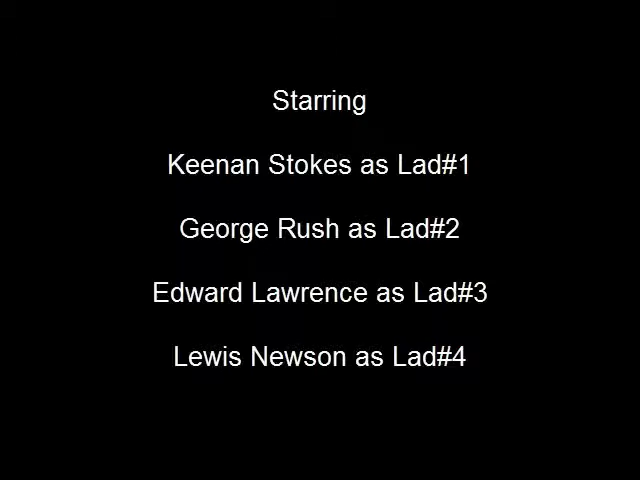 Starring
Keenan Stokes as Lad#1
George Rush as Lad#2
Edward Lawrence as Lad#3
Lewis Newson as Lad#4